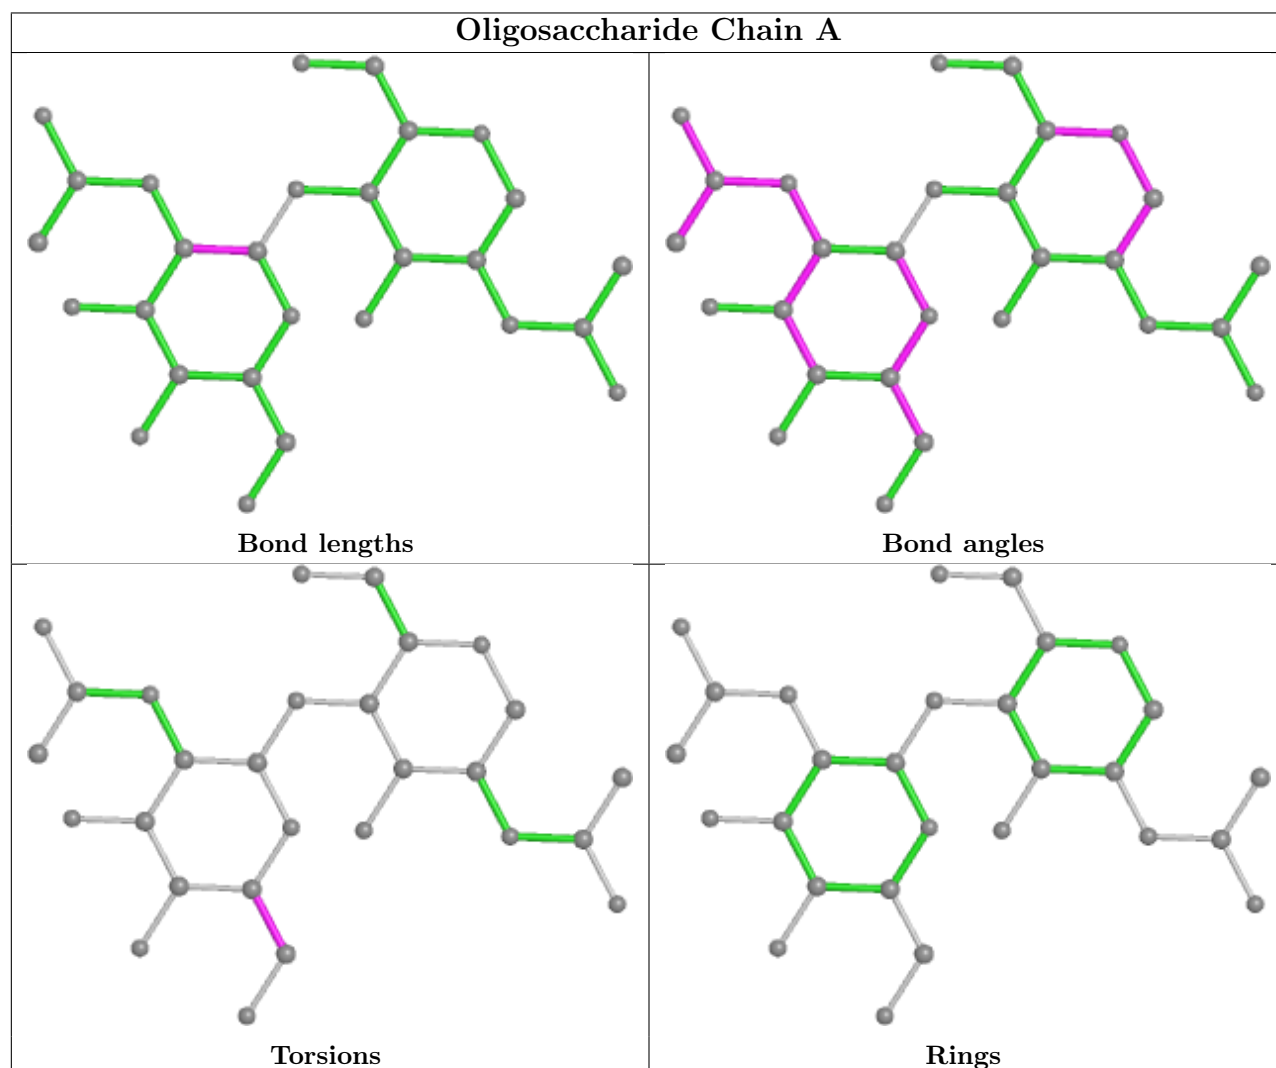 Oligosaccharide Chain A
Bond lengths
Bond angles
Torsions
Rings